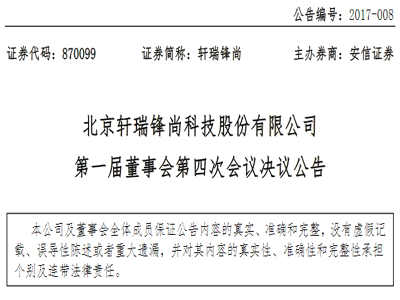 公告编号：2017-008
证券代码：870099 证券简称：轩瑞锋尚 主办券商：安信证券
北京轩瑞锋尚科技股份有限公司
第一届董事会第四次会议决议公告
本公司及董事会全体成员保证公告内容的真实、准确和完整，没有虚假记
载、误导性陈述或者重大遗漏，并对其内容的真实性、准确性和完整性承担
个别及连带法律责任。